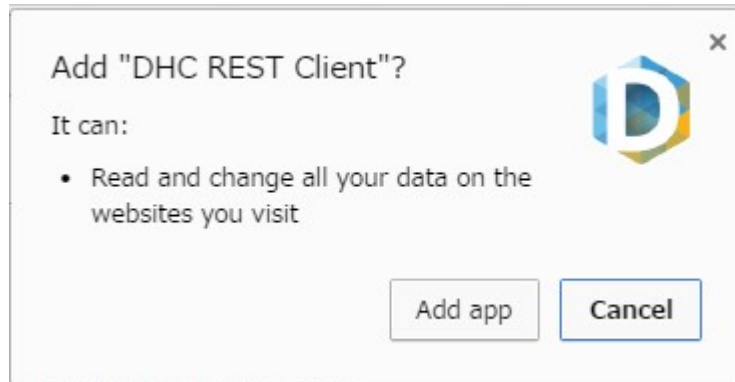 Add "DHC REST Client"?
It can:
• Read and change all your data on the
websites you visit
Add app
Cancel